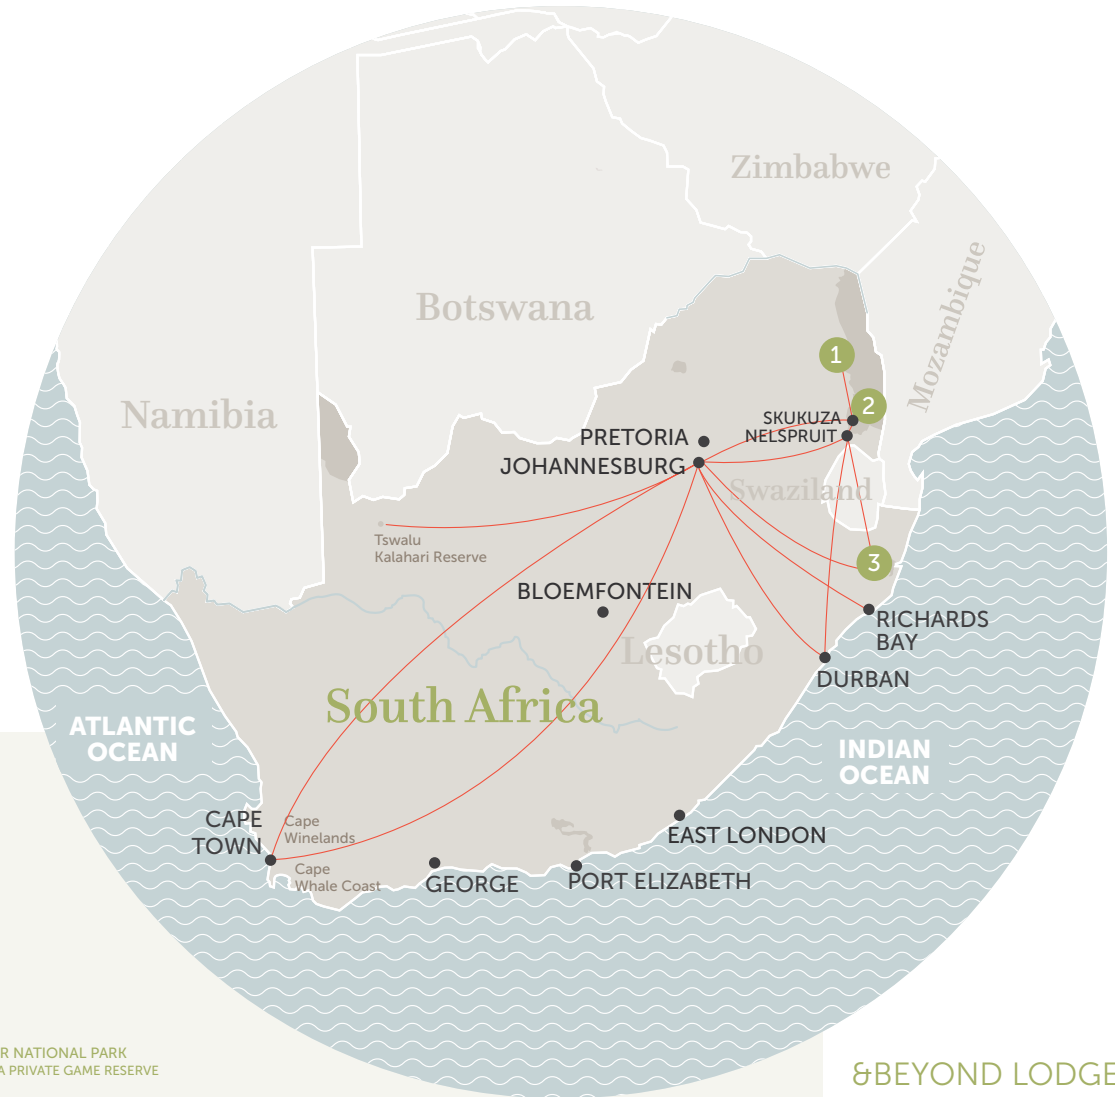 Zimbabwe
Botswana
Mozambique
Namibia
1
2
SKUKUZA
NELSPRUIT
PRETORIA
JOHANNESBURG
Swaziland
Tswalu
Kalahari Reserve
3
BLOEMFONTEIN
RICHARDS
BAY
Lesotho
DURBAN
South Africa
ATLANTIC
OCEAN
INDIAN
OCEAN
CAPE
TOWN
Cape
Winelands
EAST LONDON
Cape
Whale Coast
GEORGE
PORT ELIZABETH
R NATIONAL PARK
A PRIVATE GAME RESERVE
&BEYOND LODGE